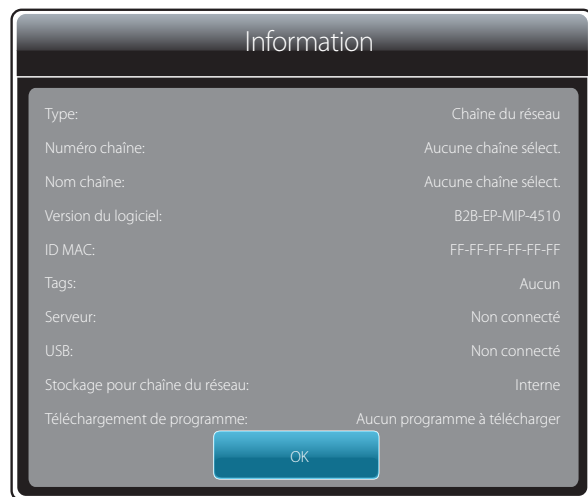 Information
Type: Chaîne du réseau
Numéro chaîne: Aucune chaîne sélect.
Nom chaîne: Aucune chaîne sélect.
Version du logiciel: B2B-EP-MIP-4510
ID MAC: FF-FF-FF-FF-FF-FF
Tags: Aucun
Serveur: Non connecté
USB: Non connecté
Stockage pour chaîne du réseau: Interne
Téléchargement de programme: Aucun programme à télécharger
OK